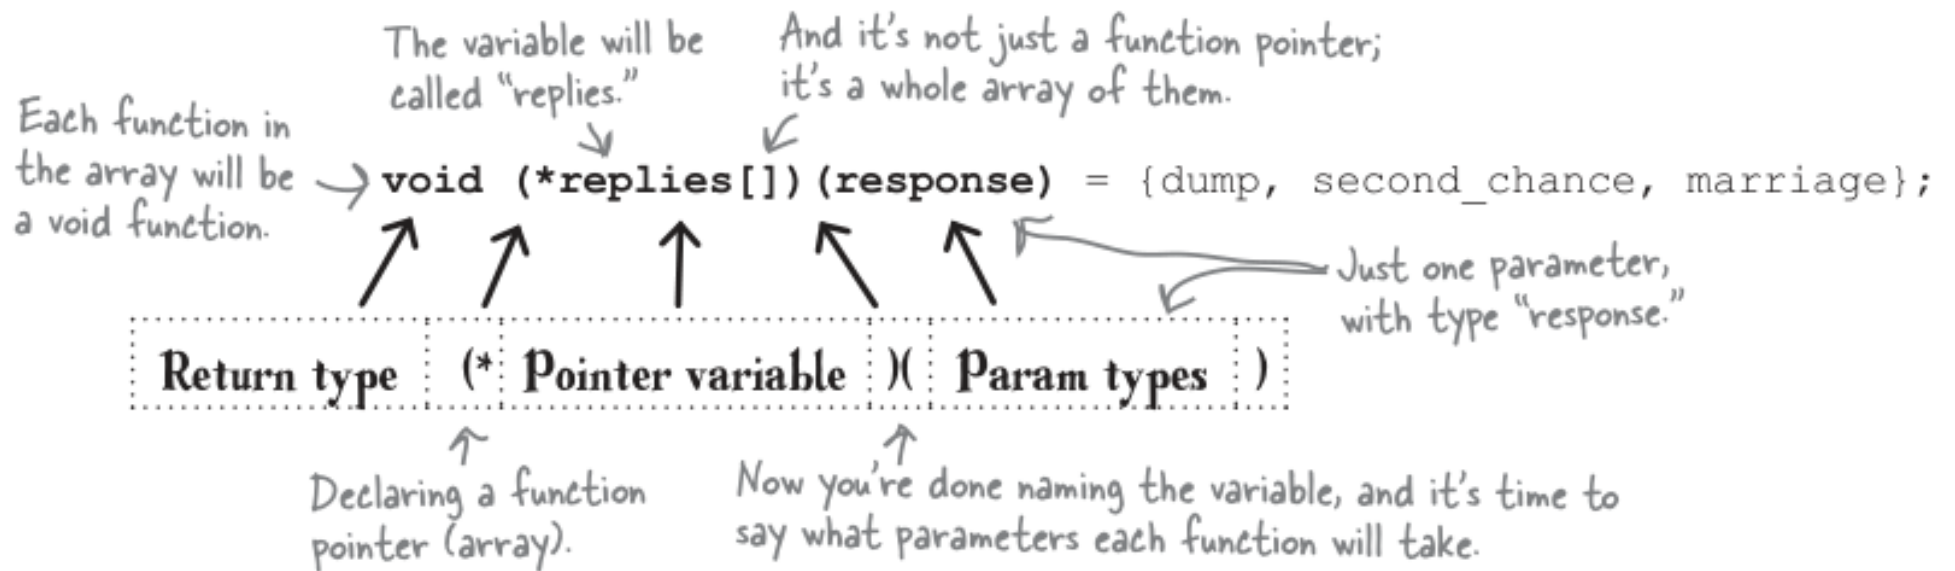 The variable will be
called “replies.”
And it's not just a function pointer;
it's a whole array of them.
Each function in
the array will be
a void function.
void (*replies[])(response) = {dump, second_chance, marriage};
Just one parameter,
with type “response.”
Return type (* Pointer variable )( Param types )
Declaring a function
pointer (array).
Now you're done naming the variable, and it's time to
say what parameters each function will take.